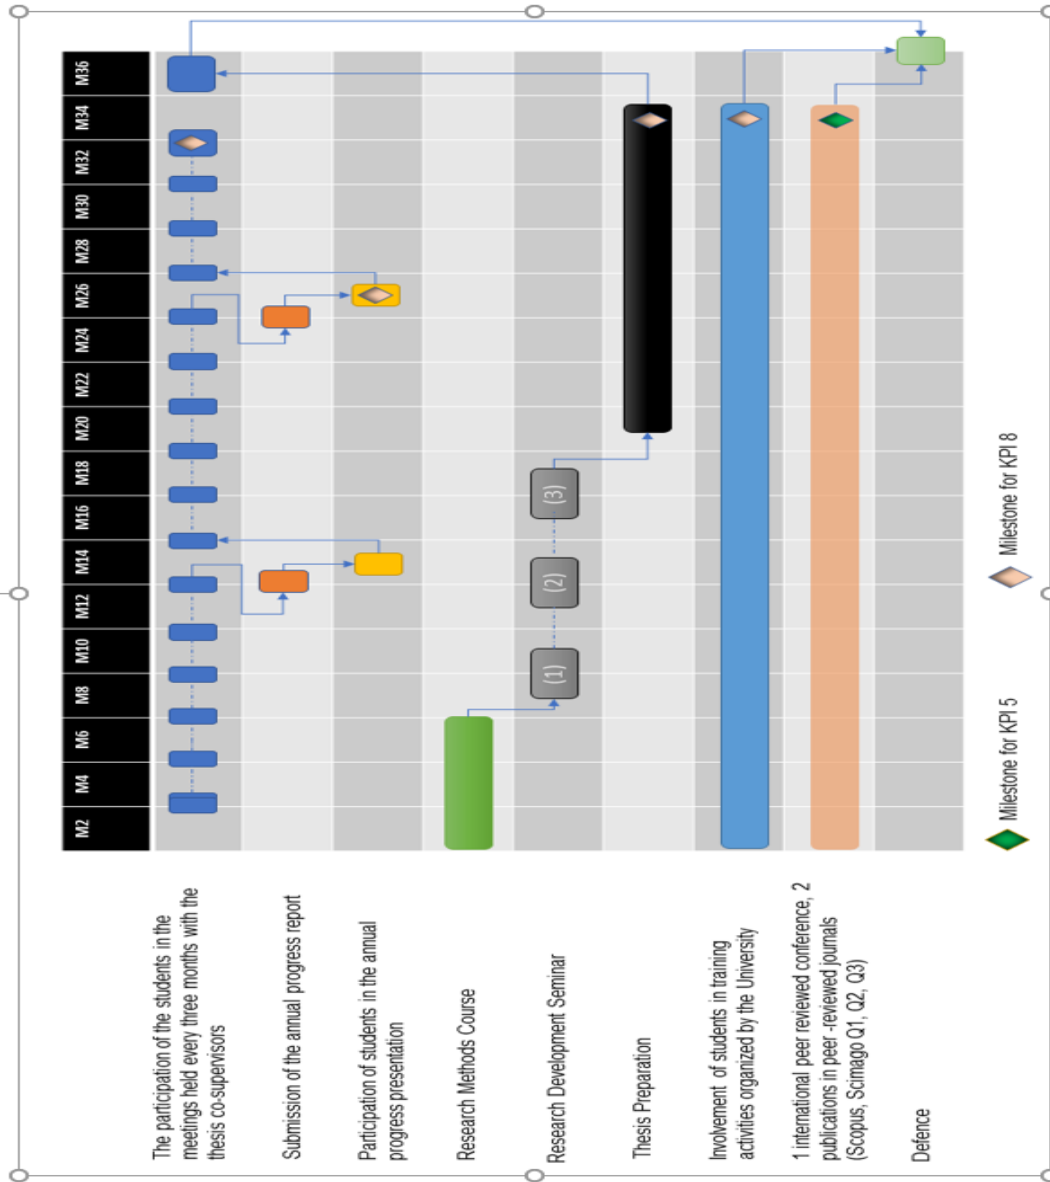 M2 M4 M6 M8 M10 M12 M14 M16 M18 M20 M22 M24 M26 M28 M30 M32 M34 M36
The participation of the students in the
meetings held every three months with the
thesis co-supervisors
Submission of the annual progress report
Participation of students in the annual
progress presentation
Research Methods Course
Research Development Seminar
(1) (2) (3)
Thesis Preparation
Involvement of students in training
activities organized by the University
1 international peer reviewed conference, 2
publications in peer -reviewed journals
(Scopus, Scimago Q1, Q2, Q3)
Defence
Milestone for KPI 5
Milestone for KPI 8